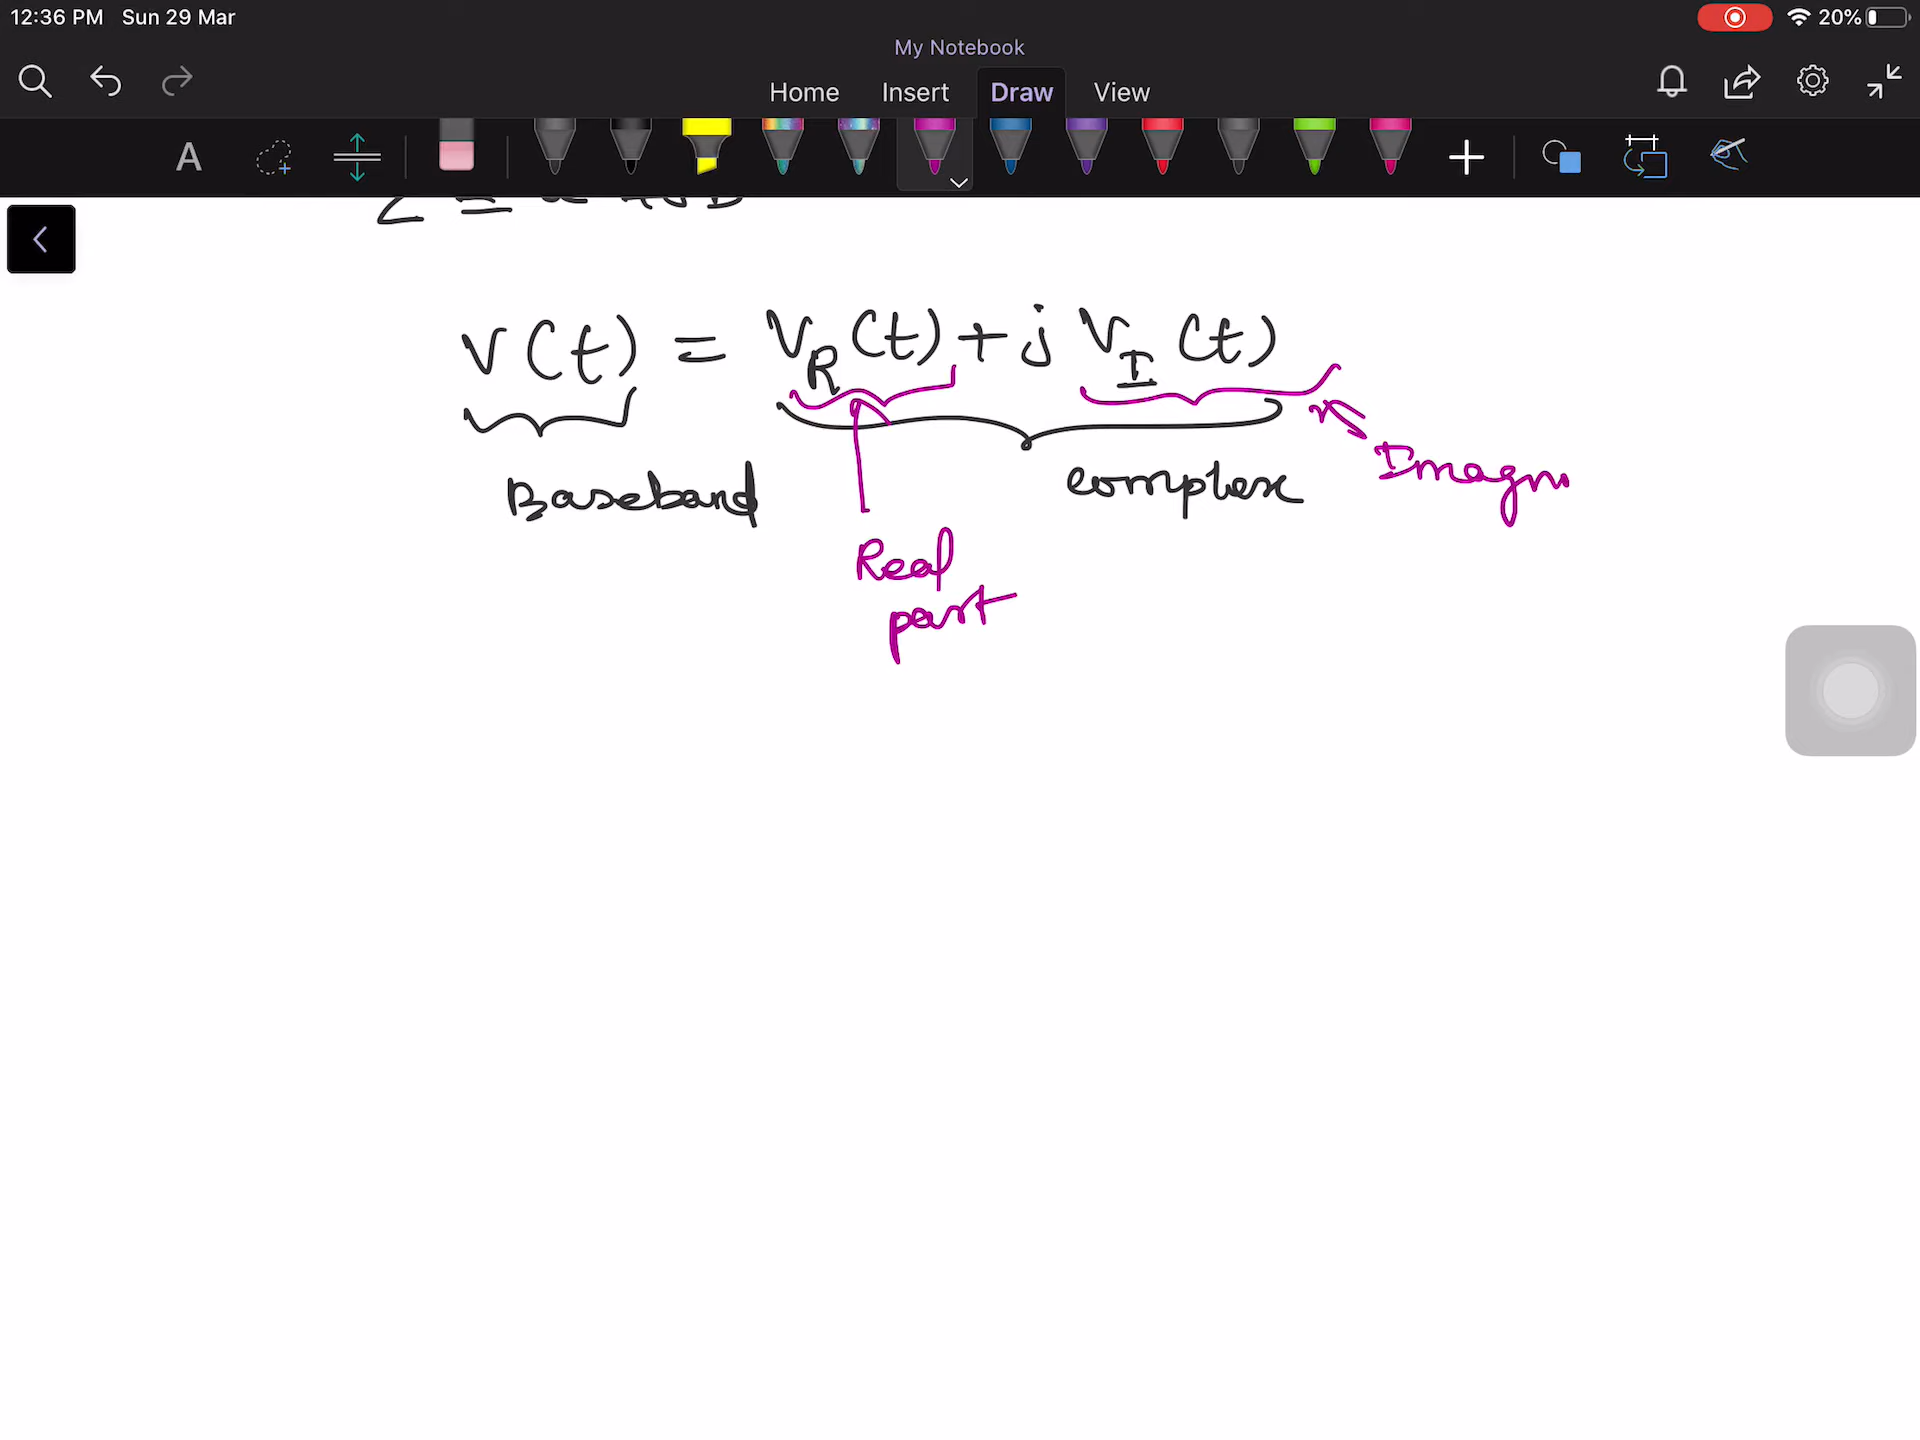 12:36 PM Sun 29 Mar
20%
My Notebook
Home Insert Draw View
A
V(t) = V_R(t) + j V_I(t)
Baseband
complex
Imagin
Real
part